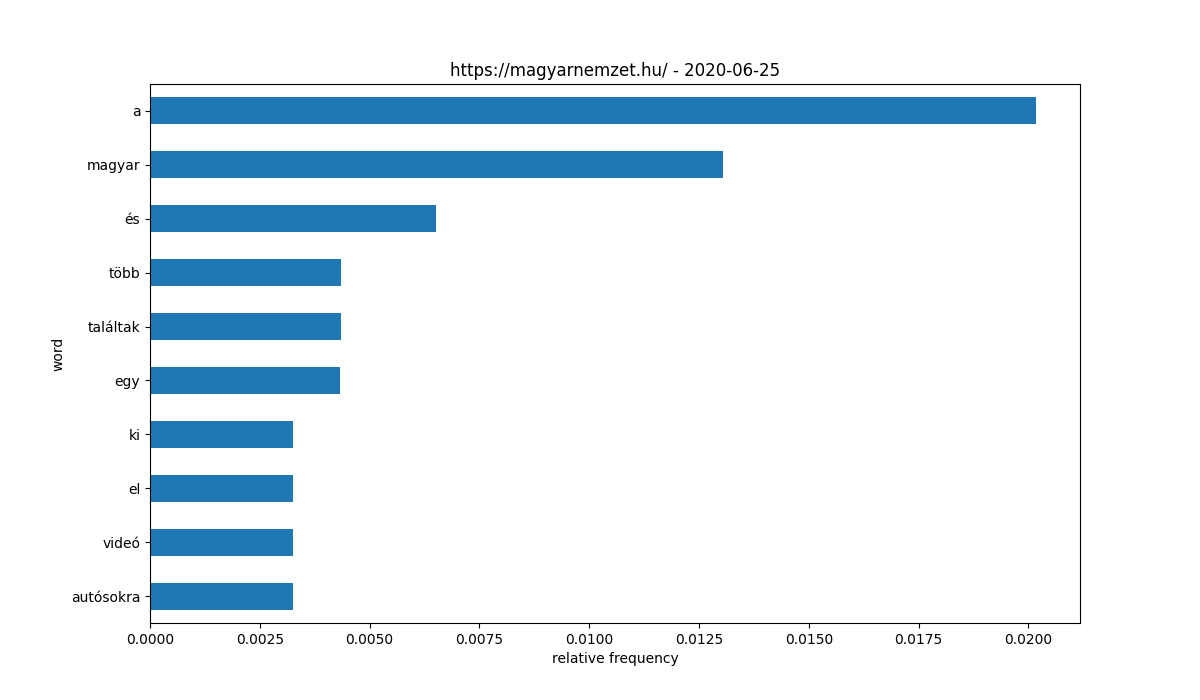 https://magyarnemzet.hu/ - 2020-06-25
a
magyar
és
több
találtak
egy
ki
el
videó
autósokra
word
0.0000 0.0025 0.0050 0.0075 0.0100 0.0125 0.0150 0.0175 0.0200
relative frequency